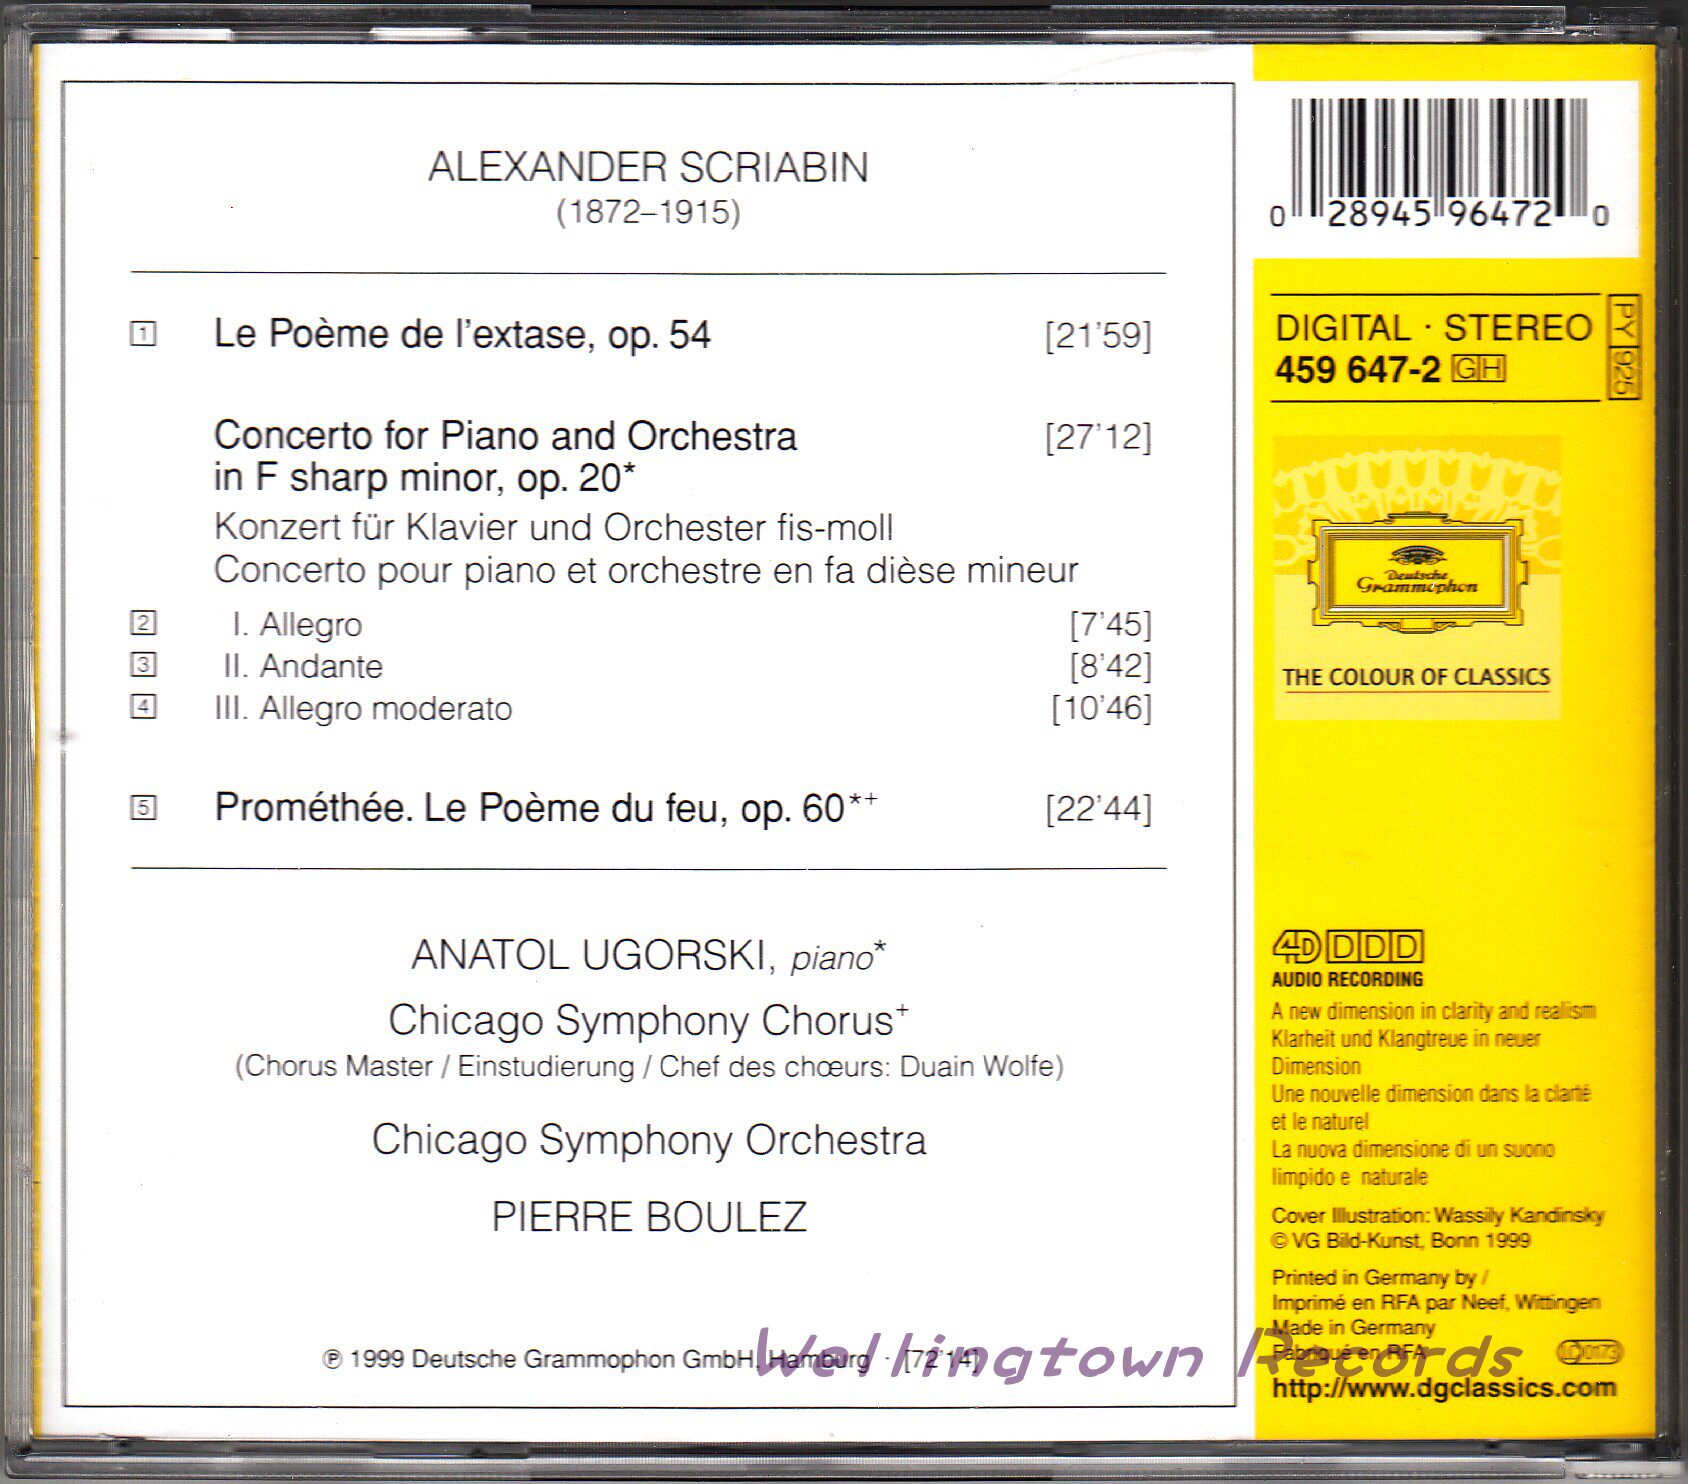 ALEXANDER SCRIABIN
(1872–1915)
1 Le Poème de l'extase, op. 54 [21'59]
Concerto for Piano and Orchestra [27'12]
in F sharp minor, op. 20*
Konzert für Klavier und Orchester fis-moll
Concerto pour piano et orchestre en fa dièse mineur
2 I. Allegro [7'45]
3 II. Andante [8'42]
4 III. Allegro moderato [10'46]
5 Prométhée. Le Poème du feu, op. 60*+ [22'44]
ANATOL UGORSKI, piano*
Chicago Symphony Chorus+
(Chorus Master / Einstudierung / Chef des chœurs: Duain Wolfe)
Chicago Symphony Orchestra
PIERRE BOULEZ
℗ 1999 Deutsche Grammophon GmbH, Hamburg · [72'14]
Wellingtown Records
0 28945 96472 0
DIGITAL · STEREO
459 647-2 GH
PY 925
Deutsche
Grammophon
THE COLOUR OF CLASSICS
4D DDD
AUDIO RECORDING
A new dimension in clarity and realism
Klarheit und Klangtreue in neuer
Dimension
Une nouvelle dimension dans la clarté
et le naturel
La nuova dimensione di un suono
limpido e naturale
Cover Illustration: Wassily Kandinsky
© VG Bild-Kunst, Bonn 1999
Printed in Germany by /
Imprimé en RFA par Neef, Wittingen
Made in Germany
Fabriqué en RFA
LC 0173
http://www.dgclassics.com